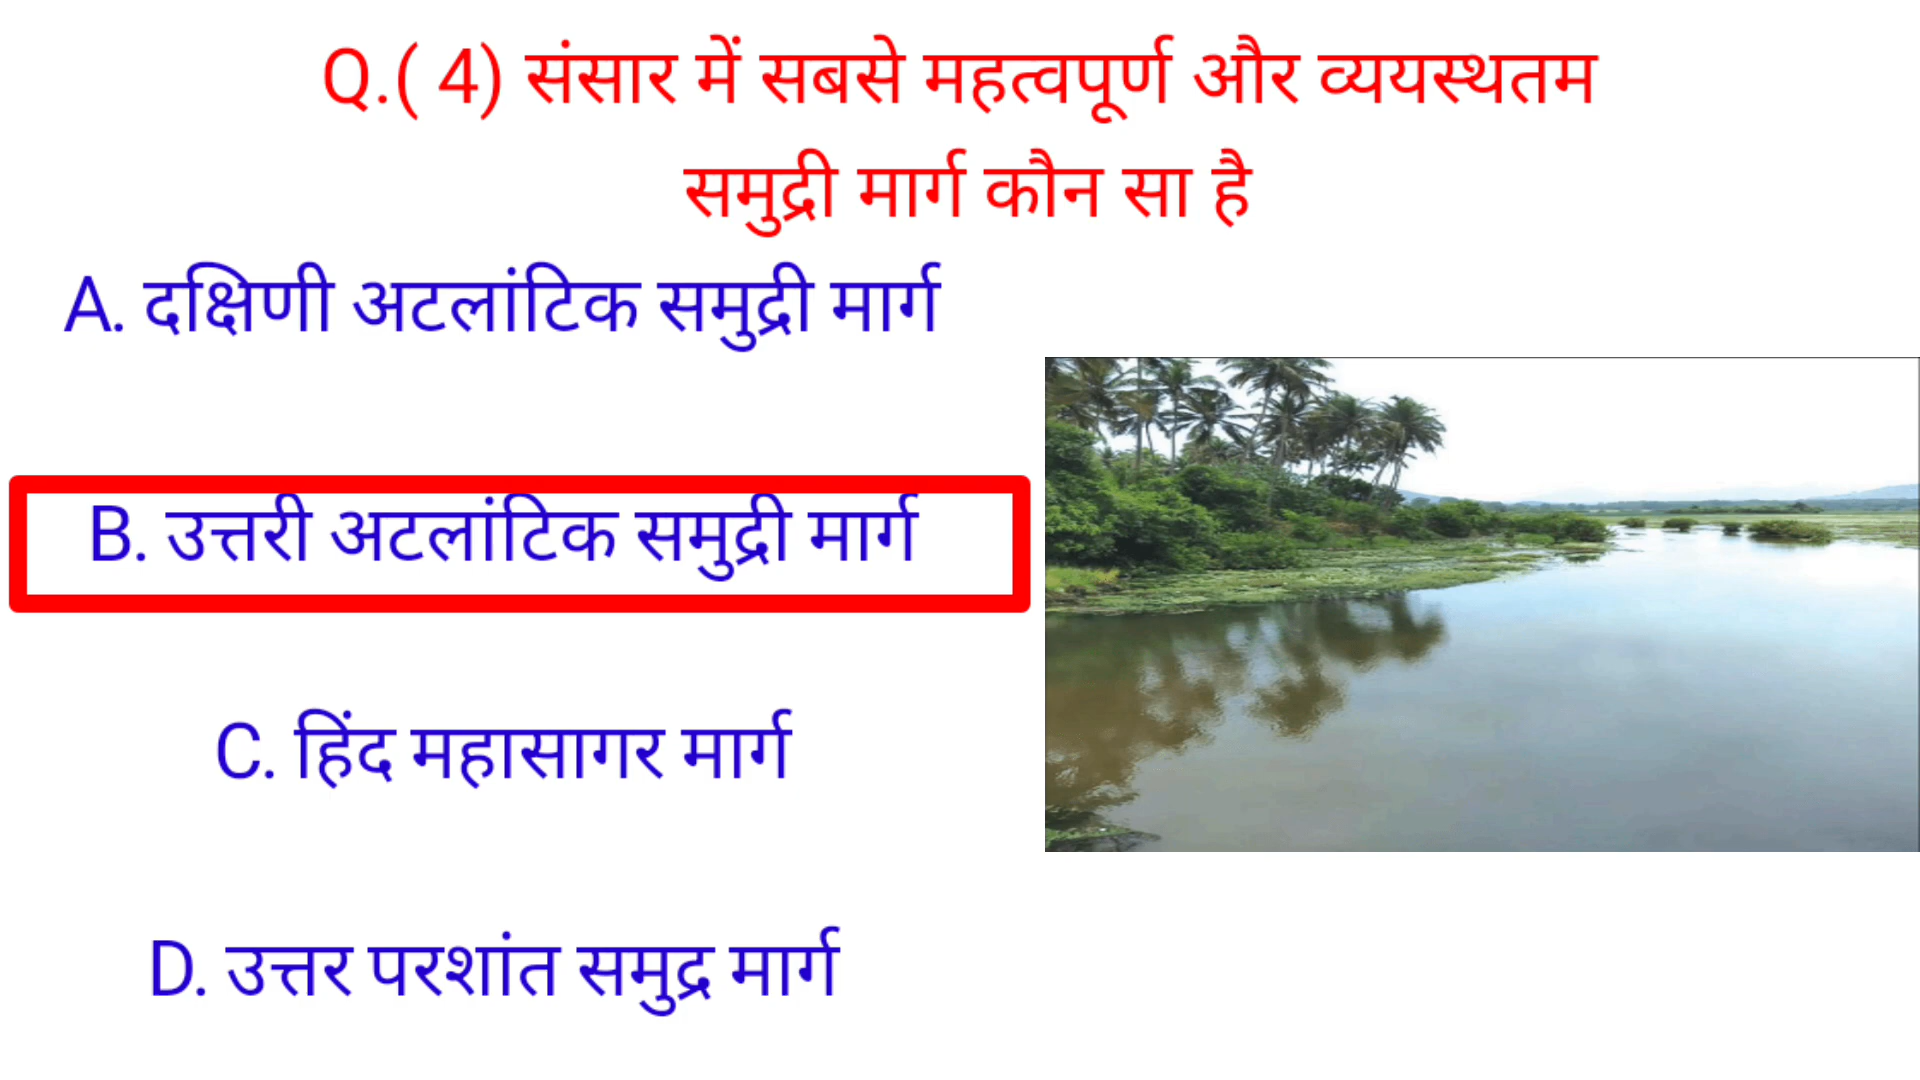 Q.( 4) संसार में सबसे महत्वपूर्ण और व्ययस्थतम
समुद्री मार्ग कौन सा है
A. दक्षिणी अटलांटिक समुद्री मार्ग
B. उत्तरी अटलांटिक समुद्री मार्ग
C. हिंद महासागर मार्ग
D. उत्तर परशांत समुद्र मार्ग